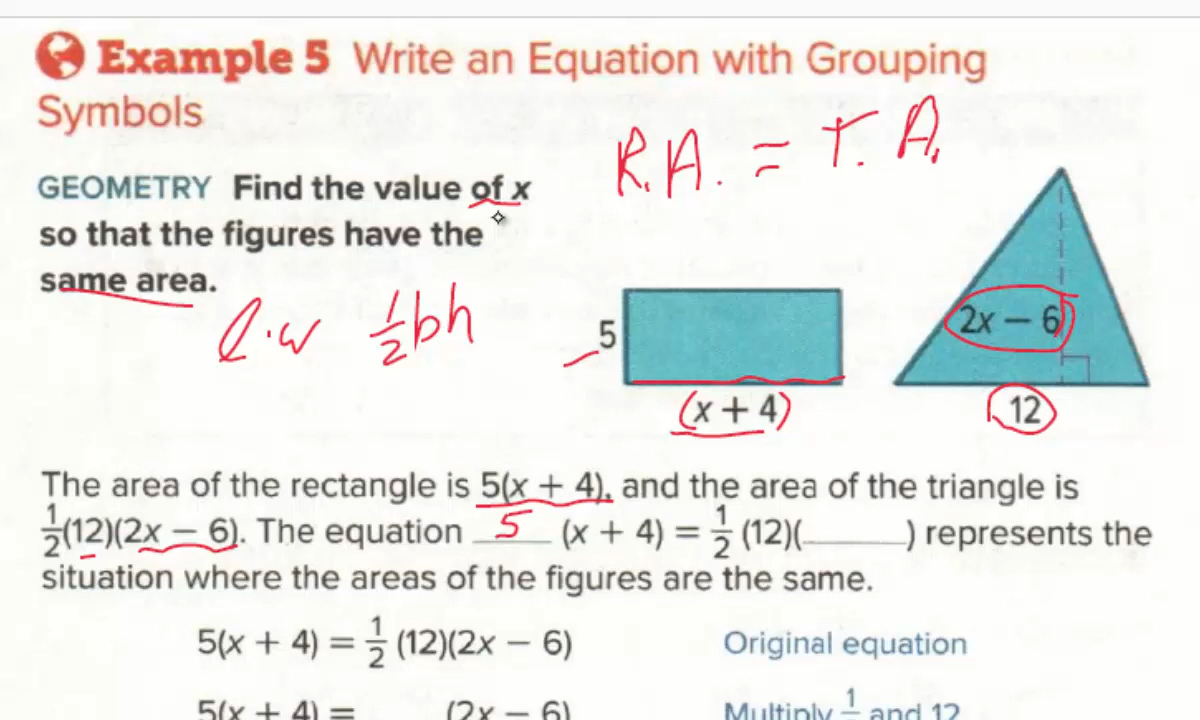 Example 5 Write an Equation with Grouping
Symbols
R.A. = T.A.
GEOMETRY Find the value of x
so that the figures have the
same area.
l·w ½bh
5
(x + 4)
2x – 6
12
The area of the rectangle is 5(x + 4), and the area of the triangle is
½(12)(2x – 6). The equation 5 (x + 4) = ½ (12)(______) represents the
situation where the areas of the figures are the same.
5(x + 4) = ½ (12)(2x – 6) Original equation
5(x + 4) = ____ (2x – 6) Multiply ½ and 12